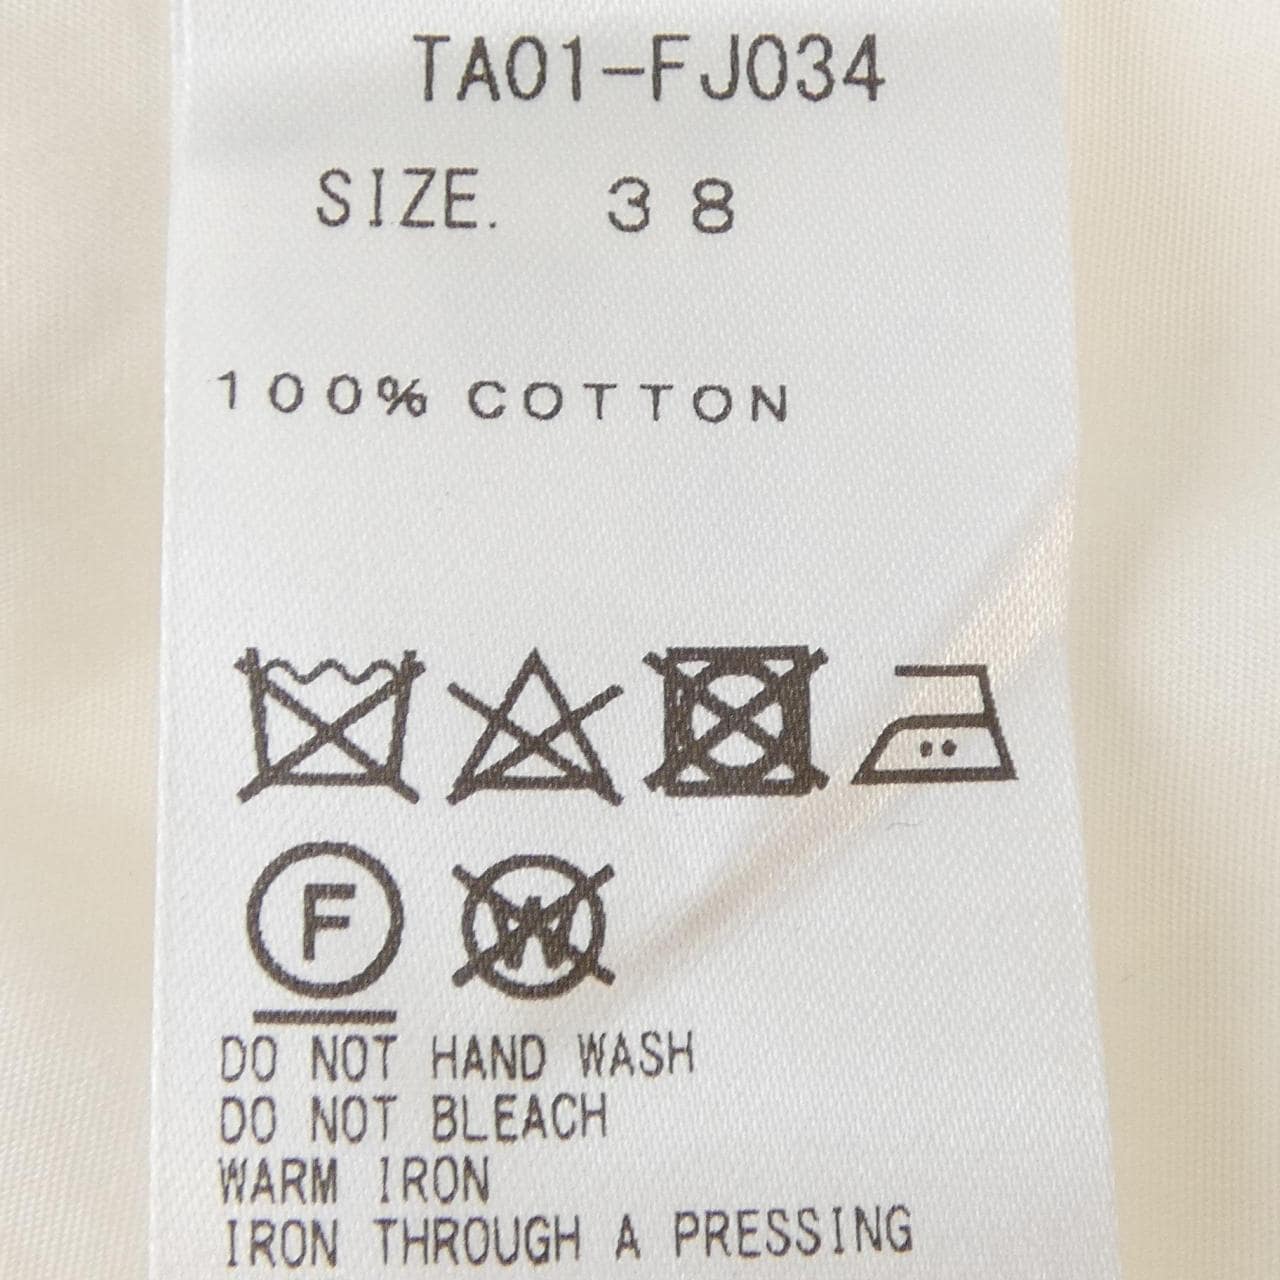 TA01-FJ034
SIZE. 38
100% COTTON
F W
DO NOT HAND WASH
DO NOT BLEACH
WARM IRON
IRON THROUGH A PRESSING